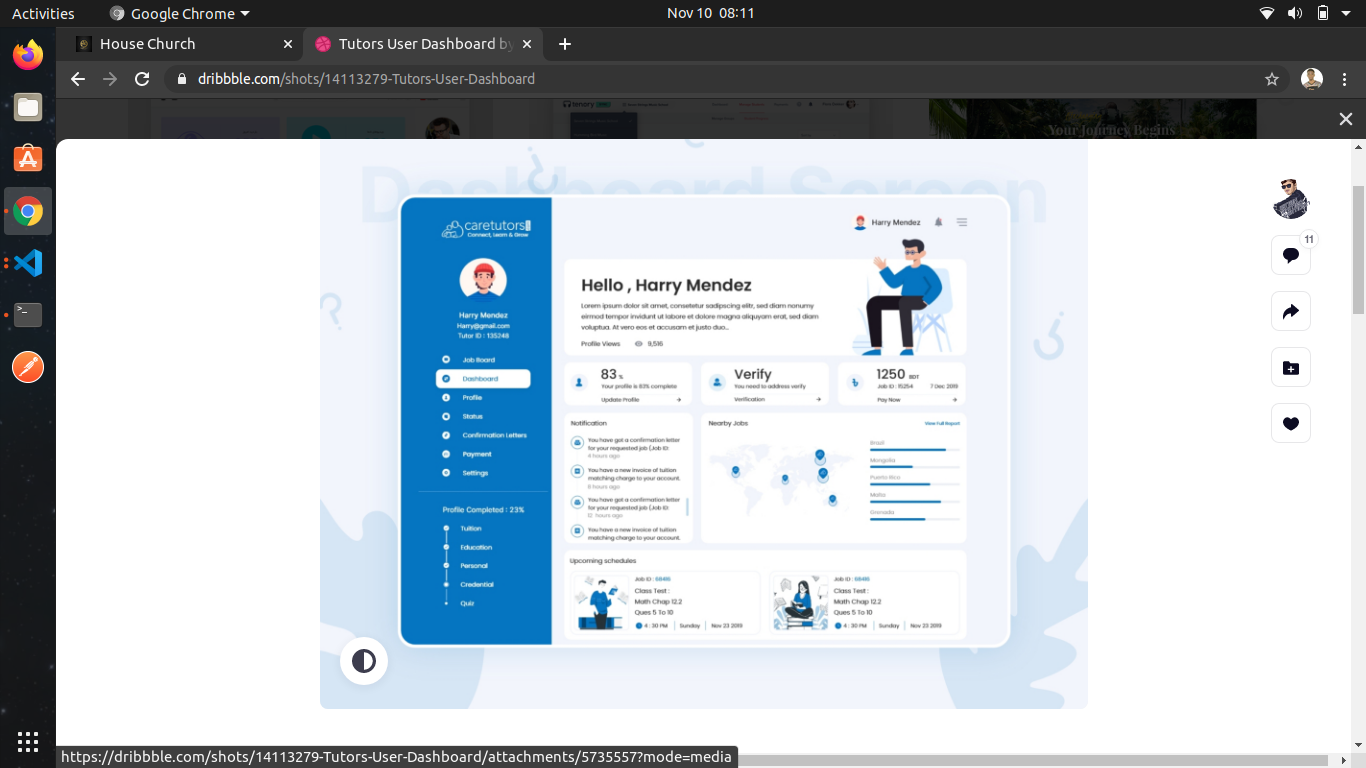 Activities
Google Chrome
Nov 10 08:11
House Church
Tutors User Dashboard by
dribbble.com/shots/14113279-Tutors-User-Dashboard
Your Journey Begins
Dashboard Screen
caretutors
Connect, Learn & Grow
Harry Mendez
Harry@gmail.com
Tutor ID : 135248
Job Board
Dashboard
Profile
Status
Confirmation Letters
Payment
Settings
Profile Completed : 23%
Tuition
Education
Personal
Credential
Quiz
Harry Mendez
Hello , Harry Mendez
Lorem ipsum dolor sit amet, consetetur sadipscing elitr, sed diam nonumy
eirmod tempor invidunt ut labore et dolore magna aliquyam erat, sed diam
voluptua. At vero eos et accusam et justo duo..
Profile Views 9,516
83 %
Your profile is 83% complete
Update Profile
Verify
You need to address verify
Verification
1250 BDT
Job ID : 15254 7 Dec 2019
Pay Now
Notification
You have got a confirmation letter
for your requested job (Job ID:
4 hours ago
You have a new invoice of tuition
matching charge to your account.
8 hours ago
You have got a confirmation letter
for your requested job (Job ID:
12 hours ago
You have a new invoice of tuition
matching charge to your account.
Nearby Jobs
View Full Report
Brazil
Mongolia
Puerto Rico
Malta
Grenada
Upcoming schedules
Job ID : 68466
Class Test :
Math Chap 12.2
Ques 5 To 10
4 : 30 PM | Sunday | Nov 23 2019
Job ID : 68466
Class Test :
Math Chap 12.2
Ques 5 To 10
4 : 30 PM | Sunday | Nov 23 2019
11
https://dribbble.com/shots/14113279-Tutors-User-Dashboard/attachments/5735557?mode=media